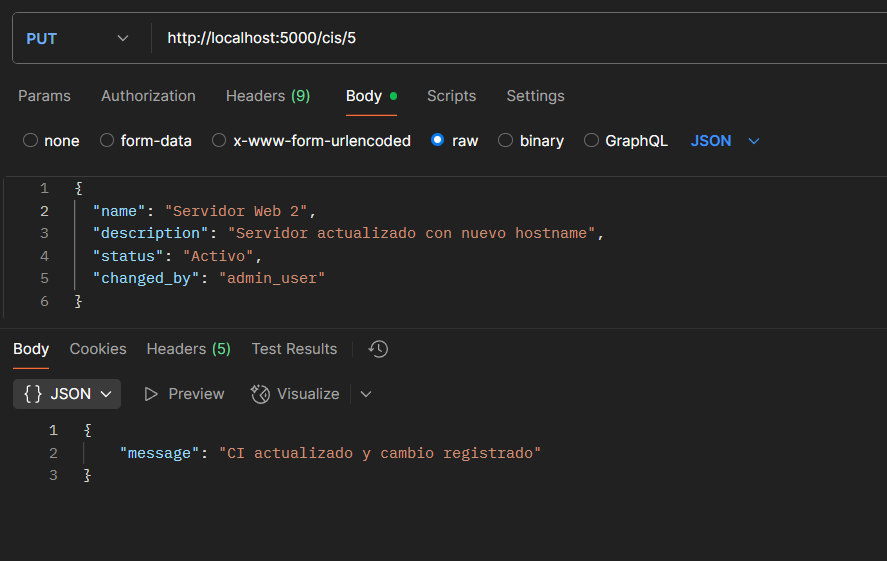 PUT http://localhost:5000/cis/5
Params Authorization Headers (9) Body Scripts Settings
none form-data x-www-form-urlencoded raw binary GraphQL JSON
1 {
2 "name": "Servidor Web 2",
3 "description": "Servidor actualizado con nuevo hostname",
4 "status": "Activo",
5 "changed_by": "admin_user"
6 }
Body Cookies Headers (5) Test Results
{} JSON Preview Visualize
1 {
2 "message": "CI actualizado y cambio registrado"
3 }